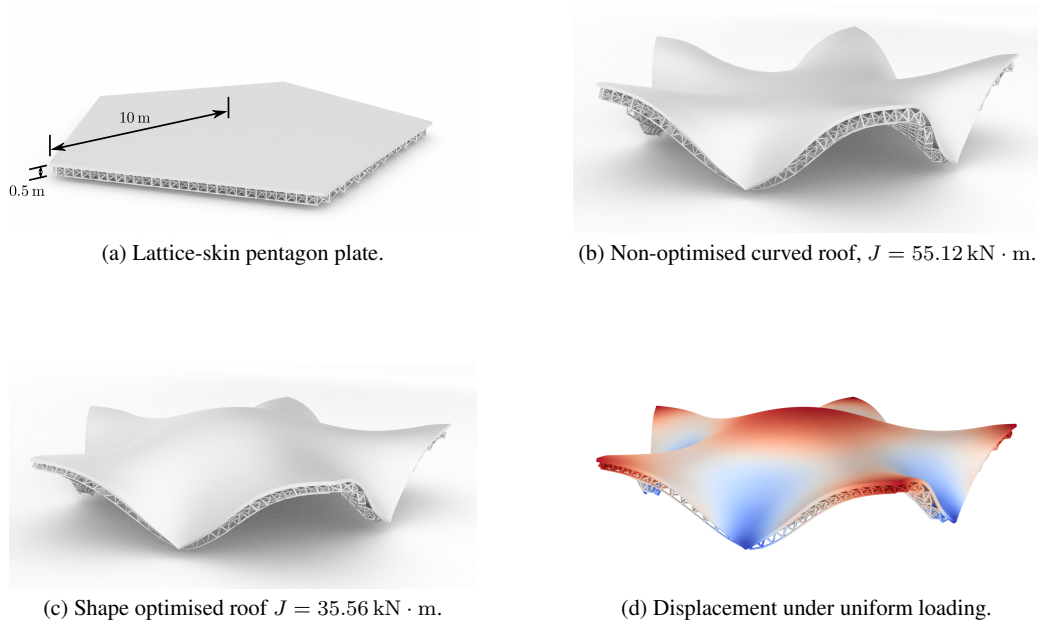 10 m
0.5 m
(a) Lattice-skin pentagon plate.
(b) Non-optimised curved roof, J = 55.12 kN · m.
(c) Shape optimised roof J = 35.56 kN · m.
(d) Displacement under uniform loading.